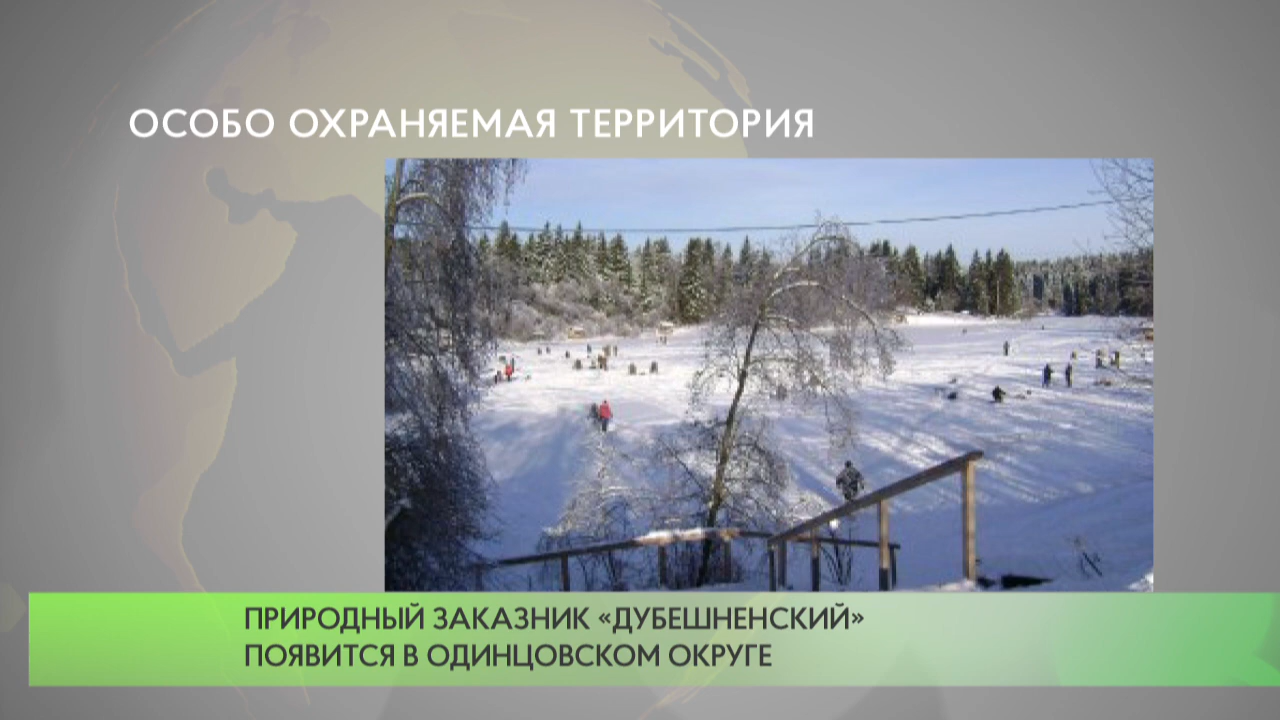 ОСОБО ОХРАНЯЕМАЯ ТЕРРИТОРИЯ
ПРИРОДНЫЙ ЗАКАЗНИК «ДУБЕШНЕНСКИЙ»
ПОЯВИТСЯ В ОДИНЦОВСКОМ ОКРУГЕ